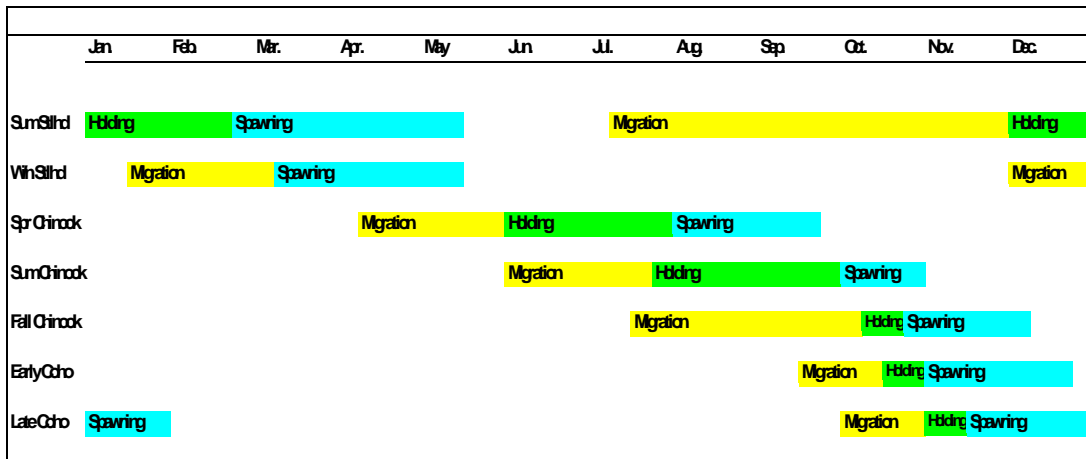 Jan. Feb. Mar. Apr. May Jun. Jul. Aug. Sep. Oct. Nov. Dec.
Sum Stlhd Holding Spawning Migration Holding
Win Stlhd Migration Spawning Migration
Spr Chinook Migration Holding Spawning
Sum Chinook Migration Holding Spawning
Fall Chinook Migration Holding Spawning
Early Coho Migration Holding Spawning
Late Coho Spawning Migration Holding Spawning